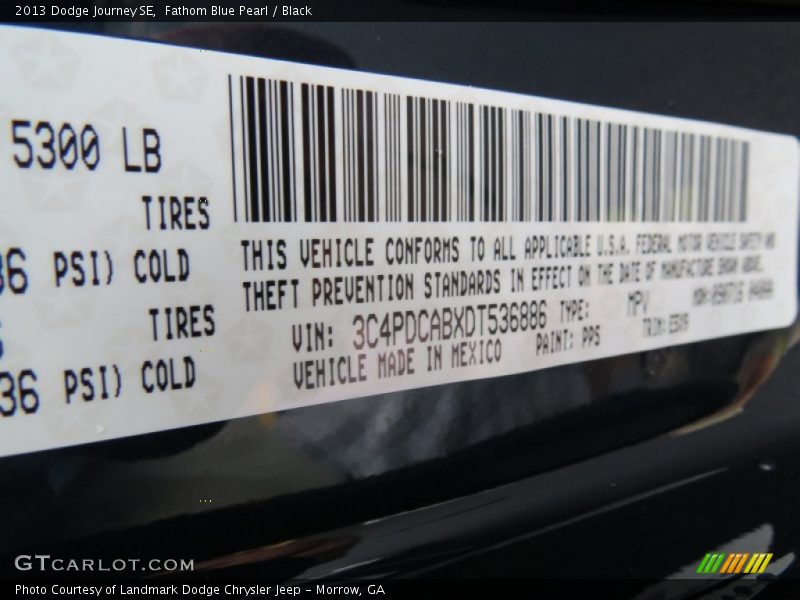 2013 Dodge Journey SE,  Fathom Blue Pearl / Black
5300 LB
TIRES
36 PSI) COLD
TIRES
36 PSI) COLD
THIS VEHICLE CONFORMS TO ALL APPLICABLE U.S.A. FEDERAL MOTOR VEHICLE SAFETY AND
THEFT PREVENTION STANDARDS IN EFFECT ON THE DATE OF MANUFACTURE SHOWN ABOVE.
VIN: 3C4PDCABXDT536886 TYPE: MPV
VEHICLE MADE IN MEXICO PAINT: PPS TRIM:
GTCARLOT.COM
Photo Courtesy of Landmark Dodge Chrysler Jeep - Morrow, GA